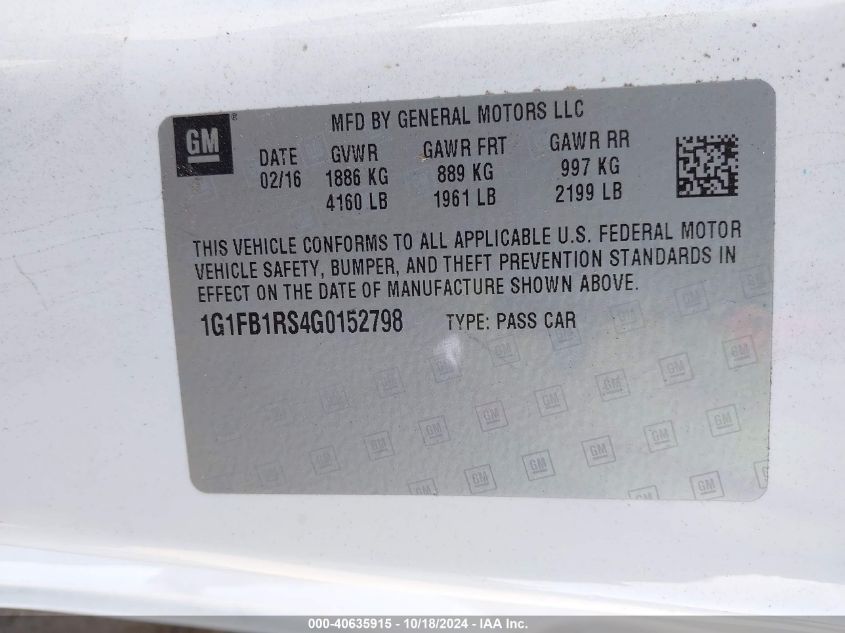 GM ®
MFD BY GENERAL MOTORS LLC
DATE GVWR GAWR FRT GAWR RR
02/16 1886 KG 889 KG 997 KG
4160 LB 1961 LB 2199 LB
THIS VEHICLE CONFORMS TO ALL APPLICABLE U.S. FEDERAL MOTOR
VEHICLE SAFETY, BUMPER, AND THEFT PREVENTION STANDARDS IN
EFFECT ON THE DATE OF MANUFACTURE SHOWN ABOVE.
1G1FB1RS4G0152798 TYPE: PASS CAR
000-40635915 - 10/18/2024 - IAA Inc.